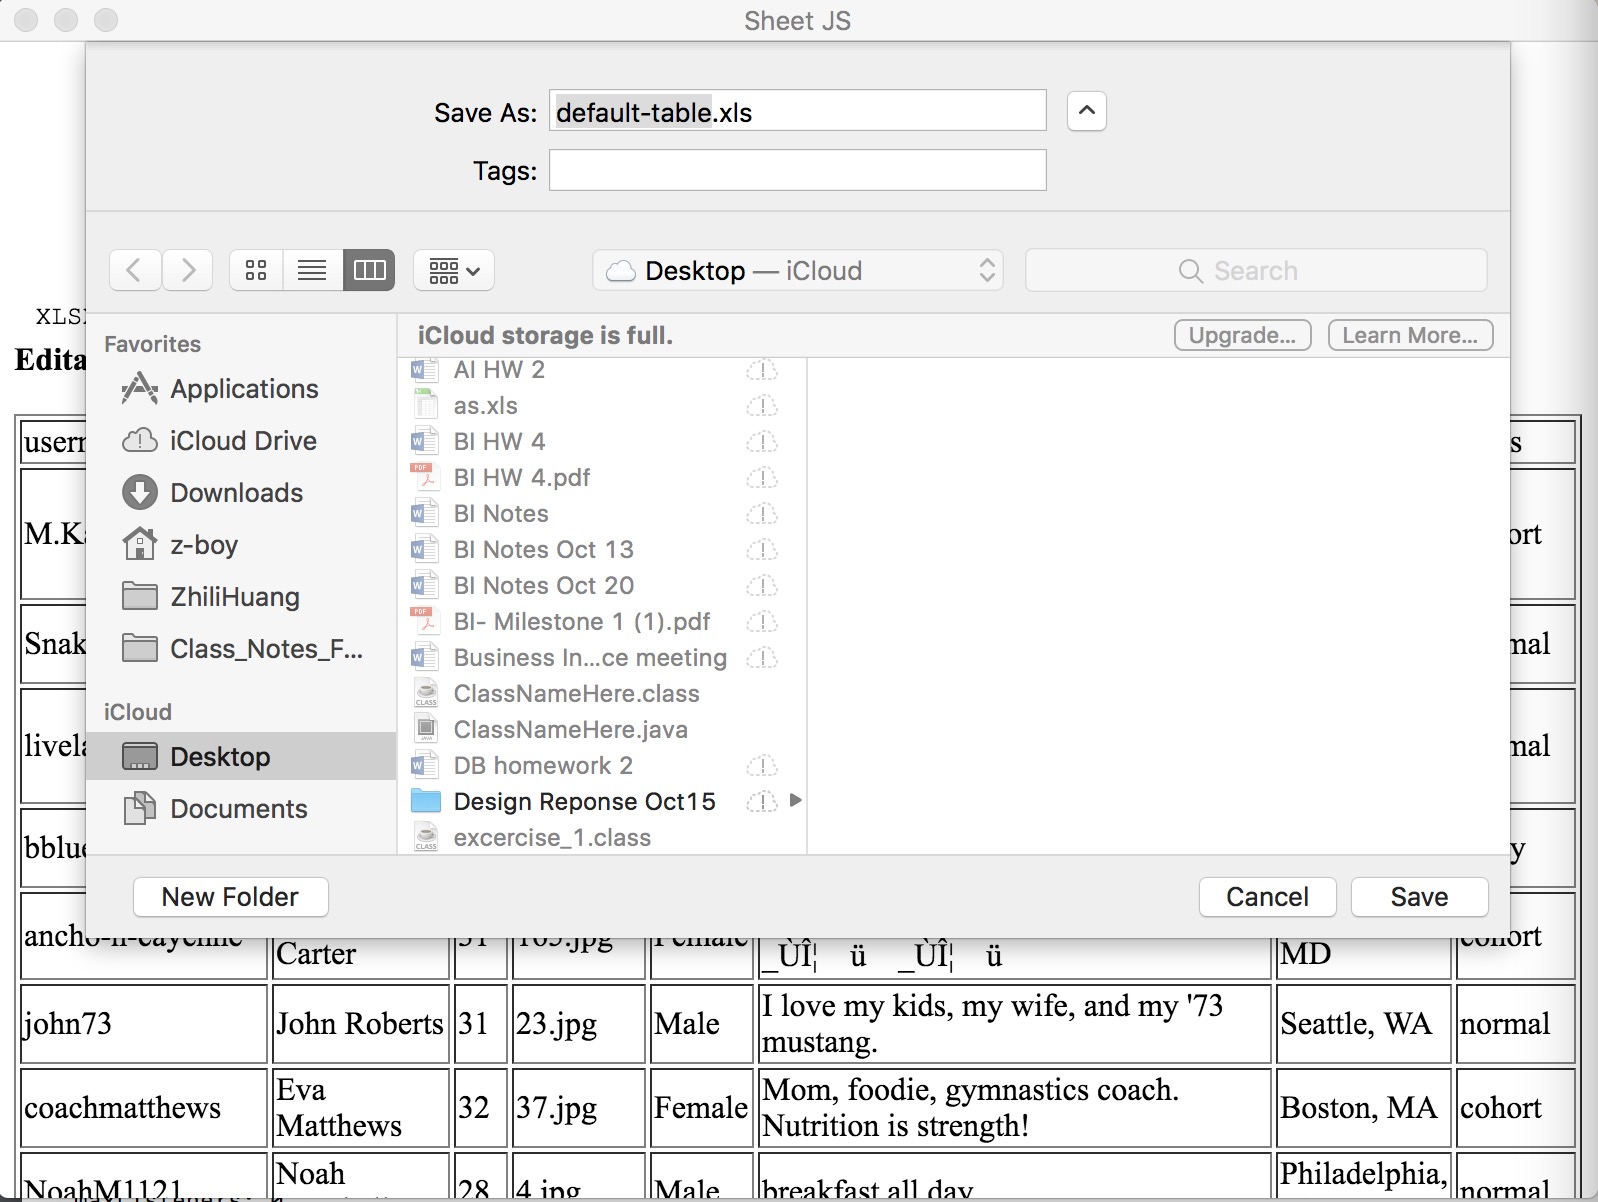 Sheet JS
Save As: default-table.xls
Tags:
Desktop — iCloud
Search
XLS
Edita
Favorites
Applications
iCloud Drive
Downloads
z-boy
ZhiliHuang
Class_Notes_F...
iCloud
Desktop
Documents
iCloud storage is full.
Upgrade...
Learn More...
AI HW 2
as.xls
BI HW 4
BI HW 4.pdf
BI Notes
BI Notes Oct 13
BI Notes Oct 20
BI- Milestone 1 (1).pdf
Business In...ce meeting
ClassNameHere.class
ClassNameHere.java
DB homework 2
Design Reponse Oct15
excercise_1.class
New Folder
Cancel
Save
usern
s
M.Ka
ort
Snak
mal
livela
mal
bblue
y
ancho-n-cayenne Carter 31 165.jpg Female _ÙÎ¦ ü _ÙÎ¦ ü MD cohort
john73 John Roberts 31 23.jpg Male I love my kids, my wife, and my '73 mustang. Seattle, WA normal
coachmatthews Eva Matthews 32 37.jpg Female Mom, foodie, gymnastics coach. Nutrition is strength! Boston, MA cohort
NoahM1121 Noah 28 4.jpg Male breakfast all day Philadelphia, normal